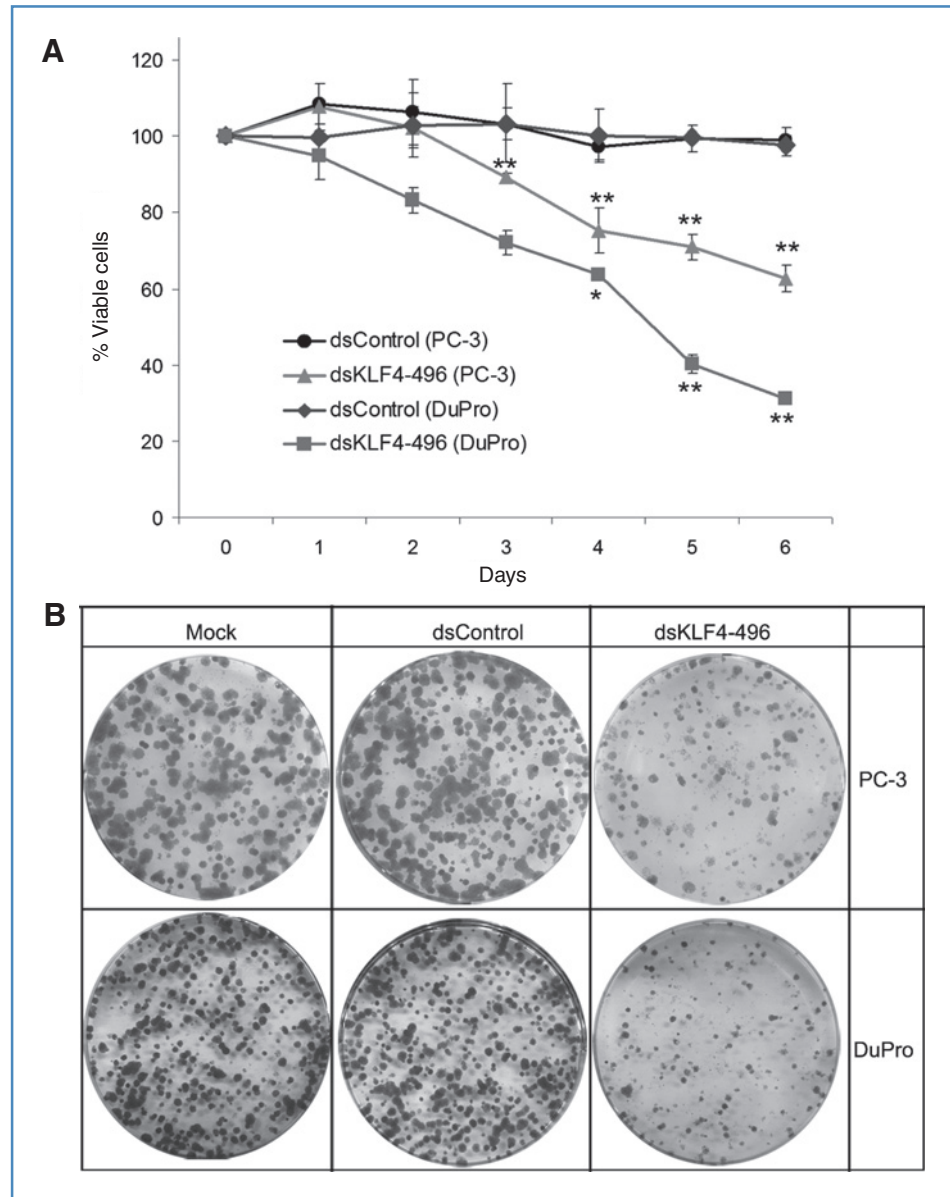 A
120
100
80
60
40
20
0
% Viable cells
**
**
**
**
*
**
**
dsControl (PC-3)
dsKLF4-496 (PC-3)
dsControl (DuPro)
dsKLF4-496 (DuPro)
0 1 2 3 4 5 6
Days
B
Mock dsControl dsKLF4-496
PC-3
DuPro